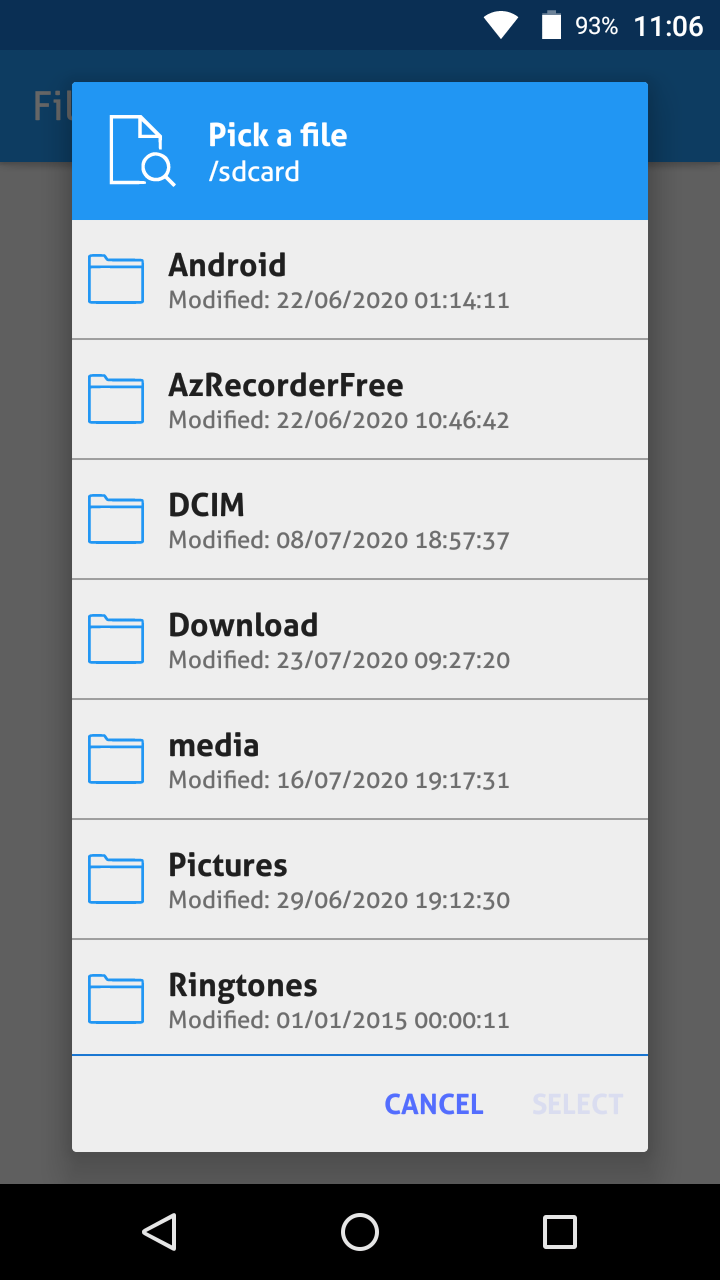 93% 11:06
Fil
Pick a file
/sdcard
Android
Modified: 22/06/2020 01:14:11
AzRecorderFree
Modified: 22/06/2020 10:46:42
DCIM
Modified: 08/07/2020 18:57:37
Download
Modified: 23/07/2020 09:27:20
media
Modified: 16/07/2020 19:17:31
Pictures
Modified: 29/06/2020 19:12:30
Ringtones
Modified: 01/01/2015 00:00:11
CANCEL SELECT